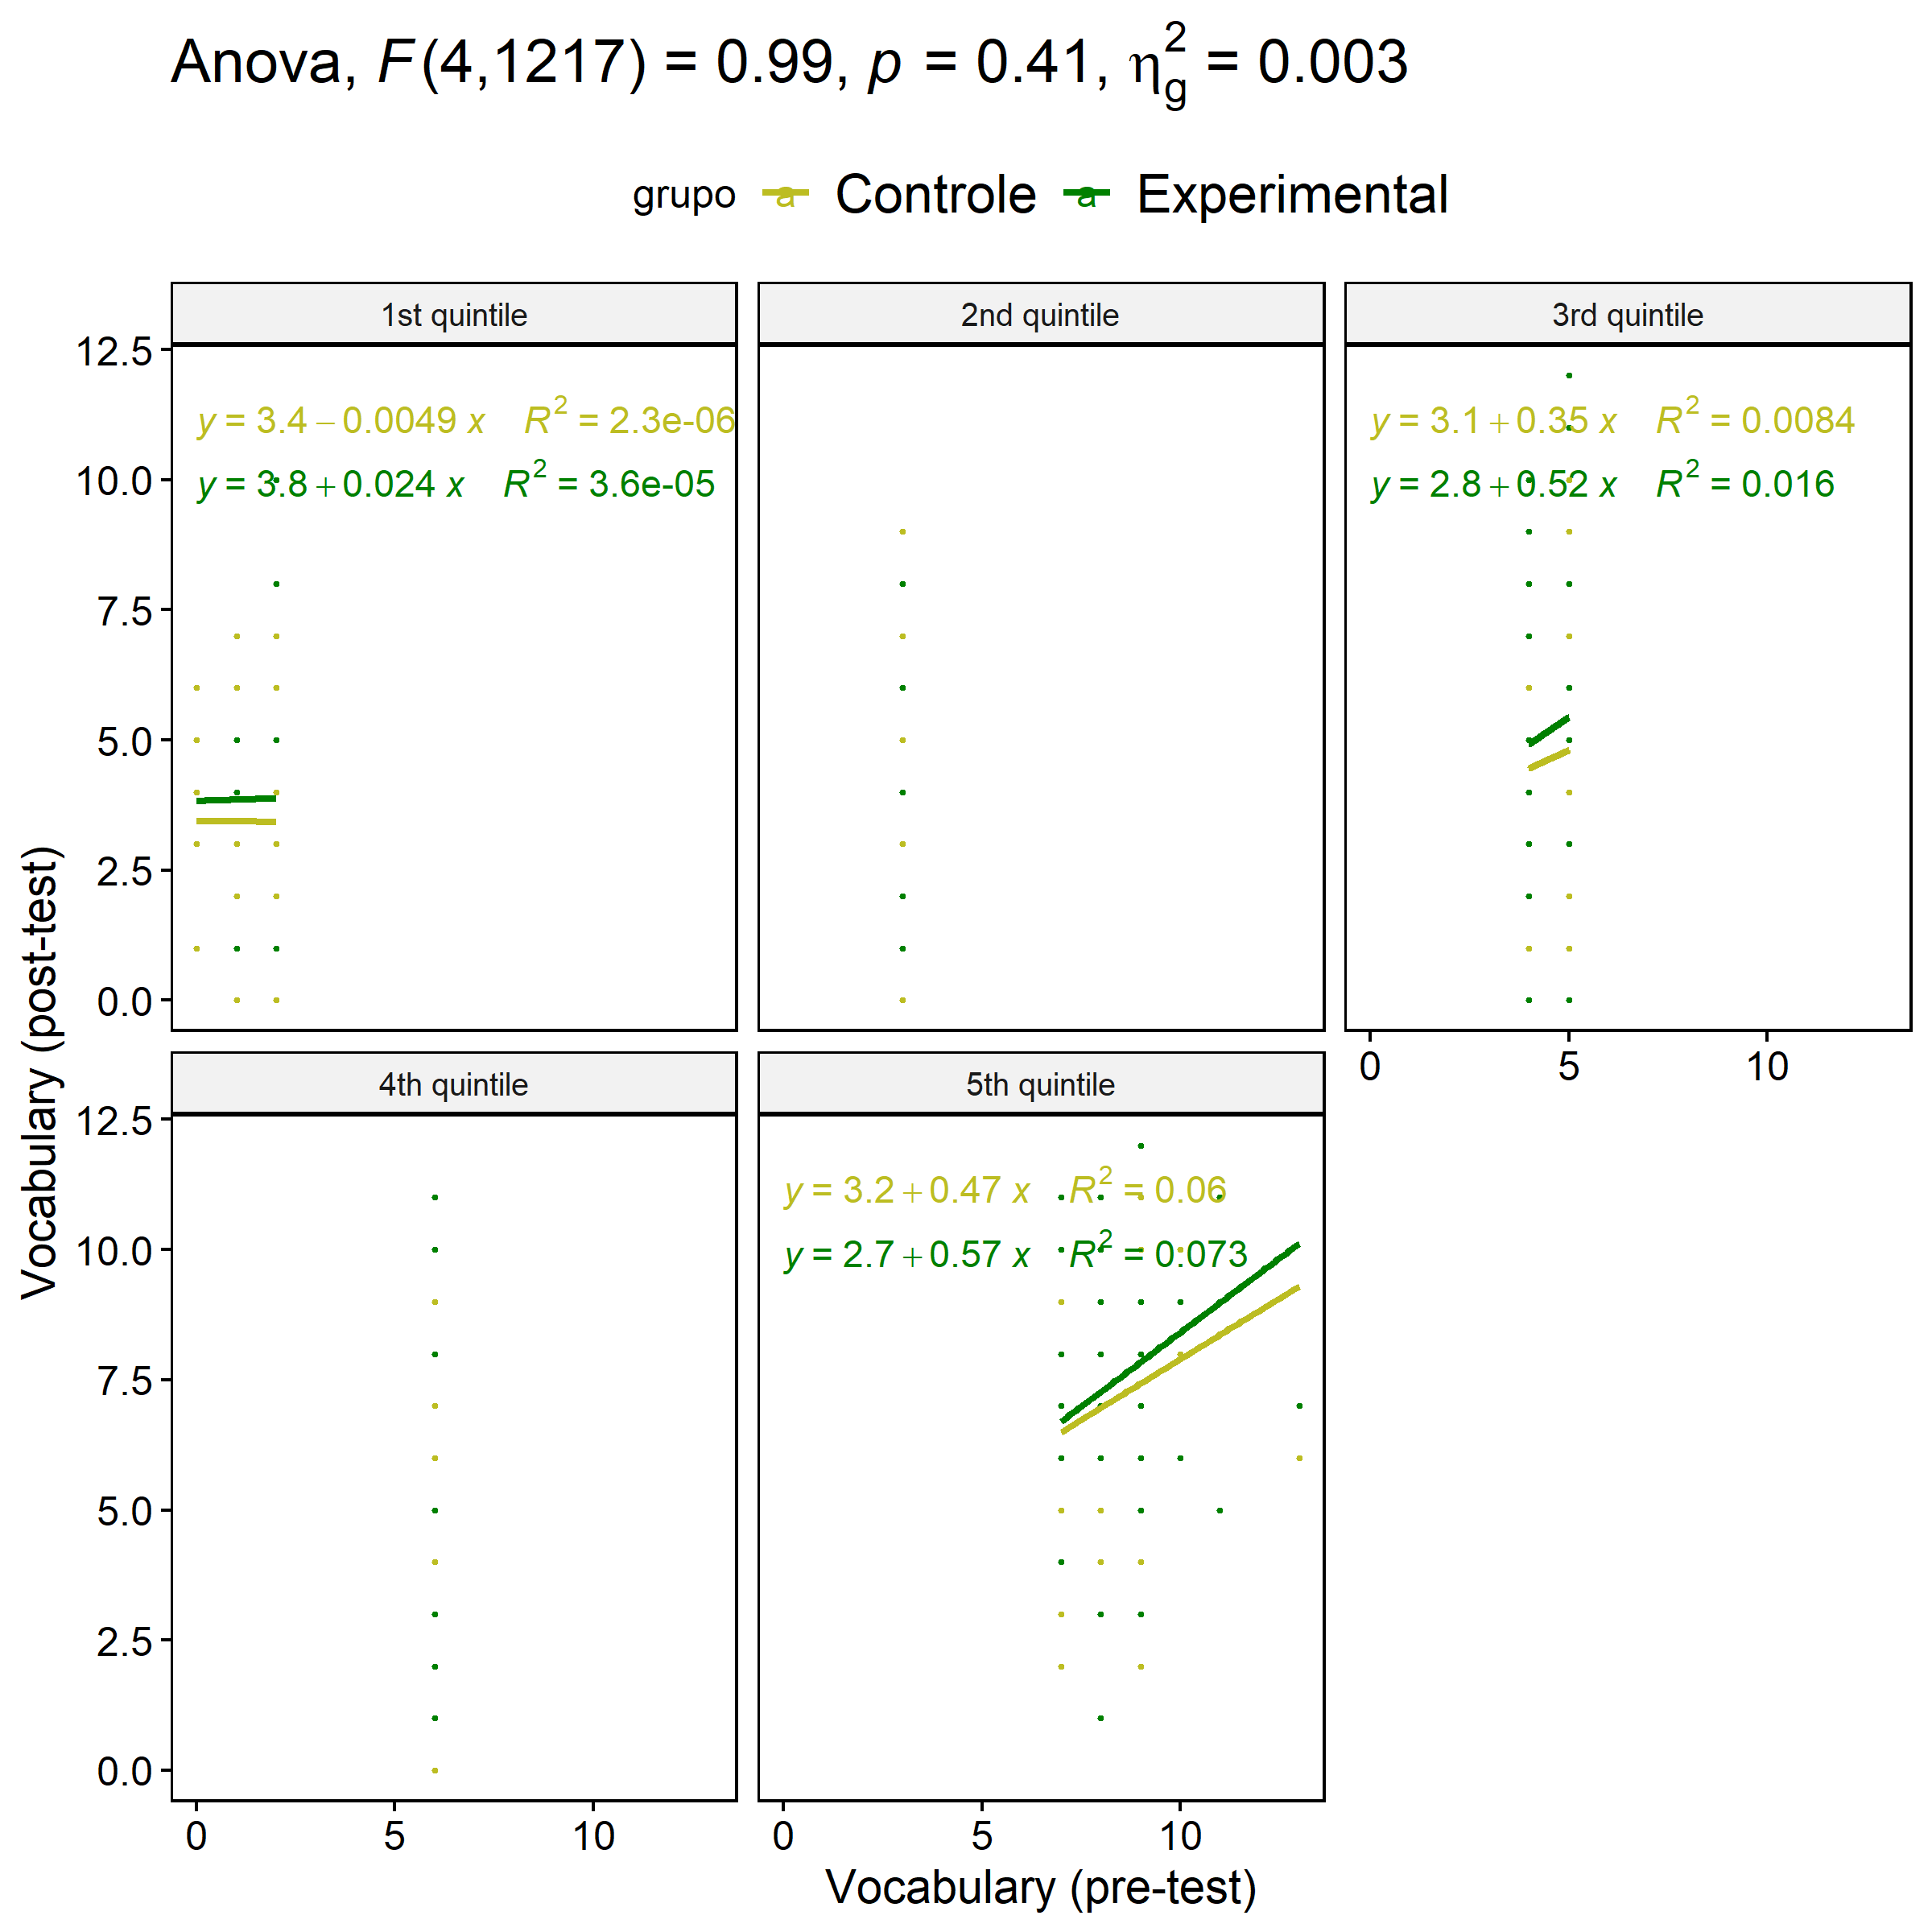 Anova, F(4,1217) = 0.99, p = 0.41, η²g = 0.003
grupo a Controle a Experimental
1st quintile
2nd quintile
3rd quintile
12.5
10.0
7.5
5.0
2.5
0.0
y = 3.4 − 0.0049 x R² = 2.3e-06
y = 3.8 + 0.024 x R² = 3.6e-05
y = 3.1 + 0.35 x R² = 0.0084
y = 2.8 + 0.52 x R² = 0.016
0 5 10
4th quintile
5th quintile
12.5
10.0
7.5
5.0
2.5
0.0
y = 3.2 + 0.47 x R² = 0.06
y = 2.7 + 0.57 x R² = 0.073
0 5 10
0 5 10
Vocabulary (post-test)
Vocabulary (pre-test)